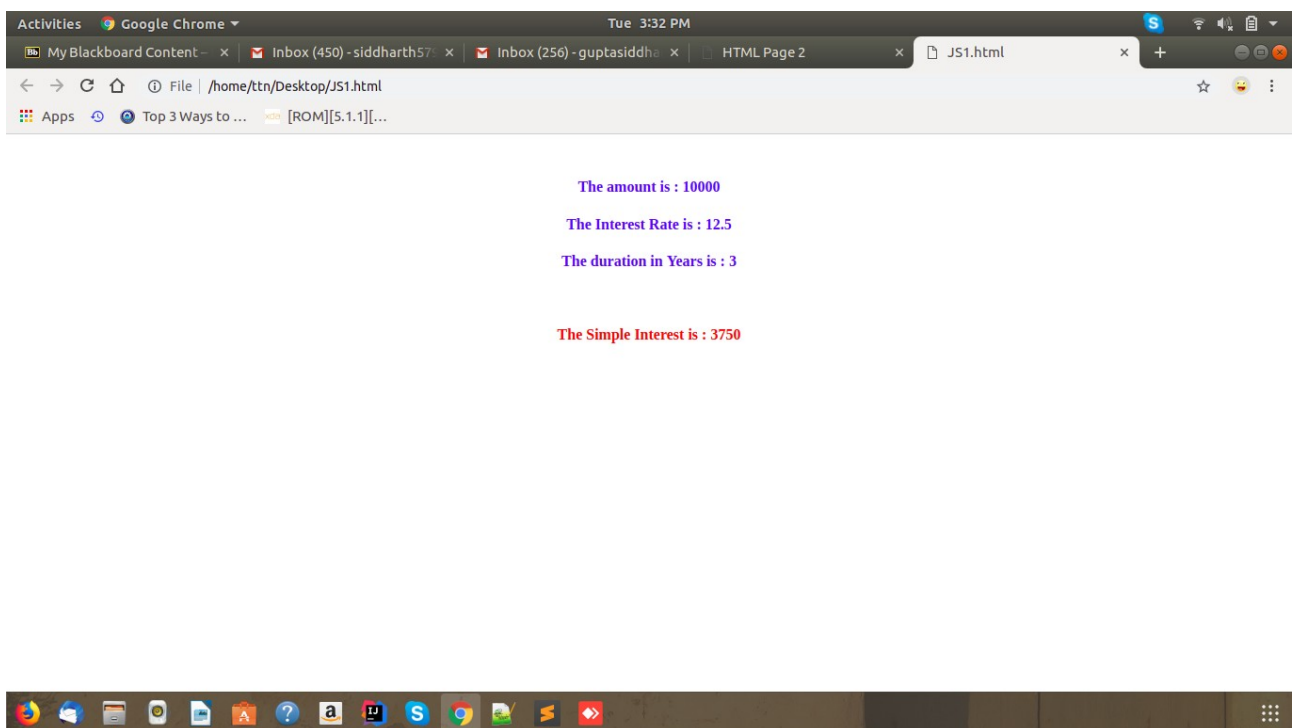 Activities Google Chrome Tue 3:32 PM
My Blackboard Content – Inbox (450) - siddharth57 Inbox (256) - guptasiddha HTML Page 2 JS1.html
File /home/ttn/Desktop/JS1.html
Apps Top 3 Ways to ... [ROM][5.1.1][...
The amount is : 10000
The Interest Rate is : 12.5
The duration in Years is : 3
The Simple Interest is : 3750